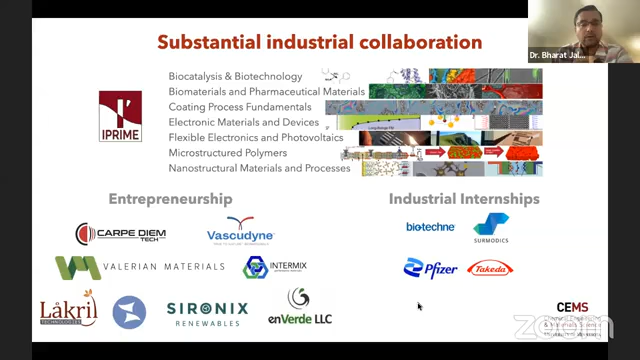 Substantial industrial collaboration
Dr. Bharat Jal...
IPRIME
Biocatalysis & Biotechnology
Biomaterials and Pharmaceutical Materials
Coating Process Fundamentals
Electronic Materials and Devices
Flexible Electronics and Photovoltaics
Microstructured Polymers
Nanostructural Materials and Processes
Entrepreneurship
Industrial Internships
CARPE DIEM
TECH
Vascudyne
VALERIAN MATERIALS
INTERMIX
Låkril
TECHNOLOGIES
SIRONIX
RENEWABLES
enVerde LLC
biotechne
SURMODICS
Pfizer
Takeda
CEMS
zoom